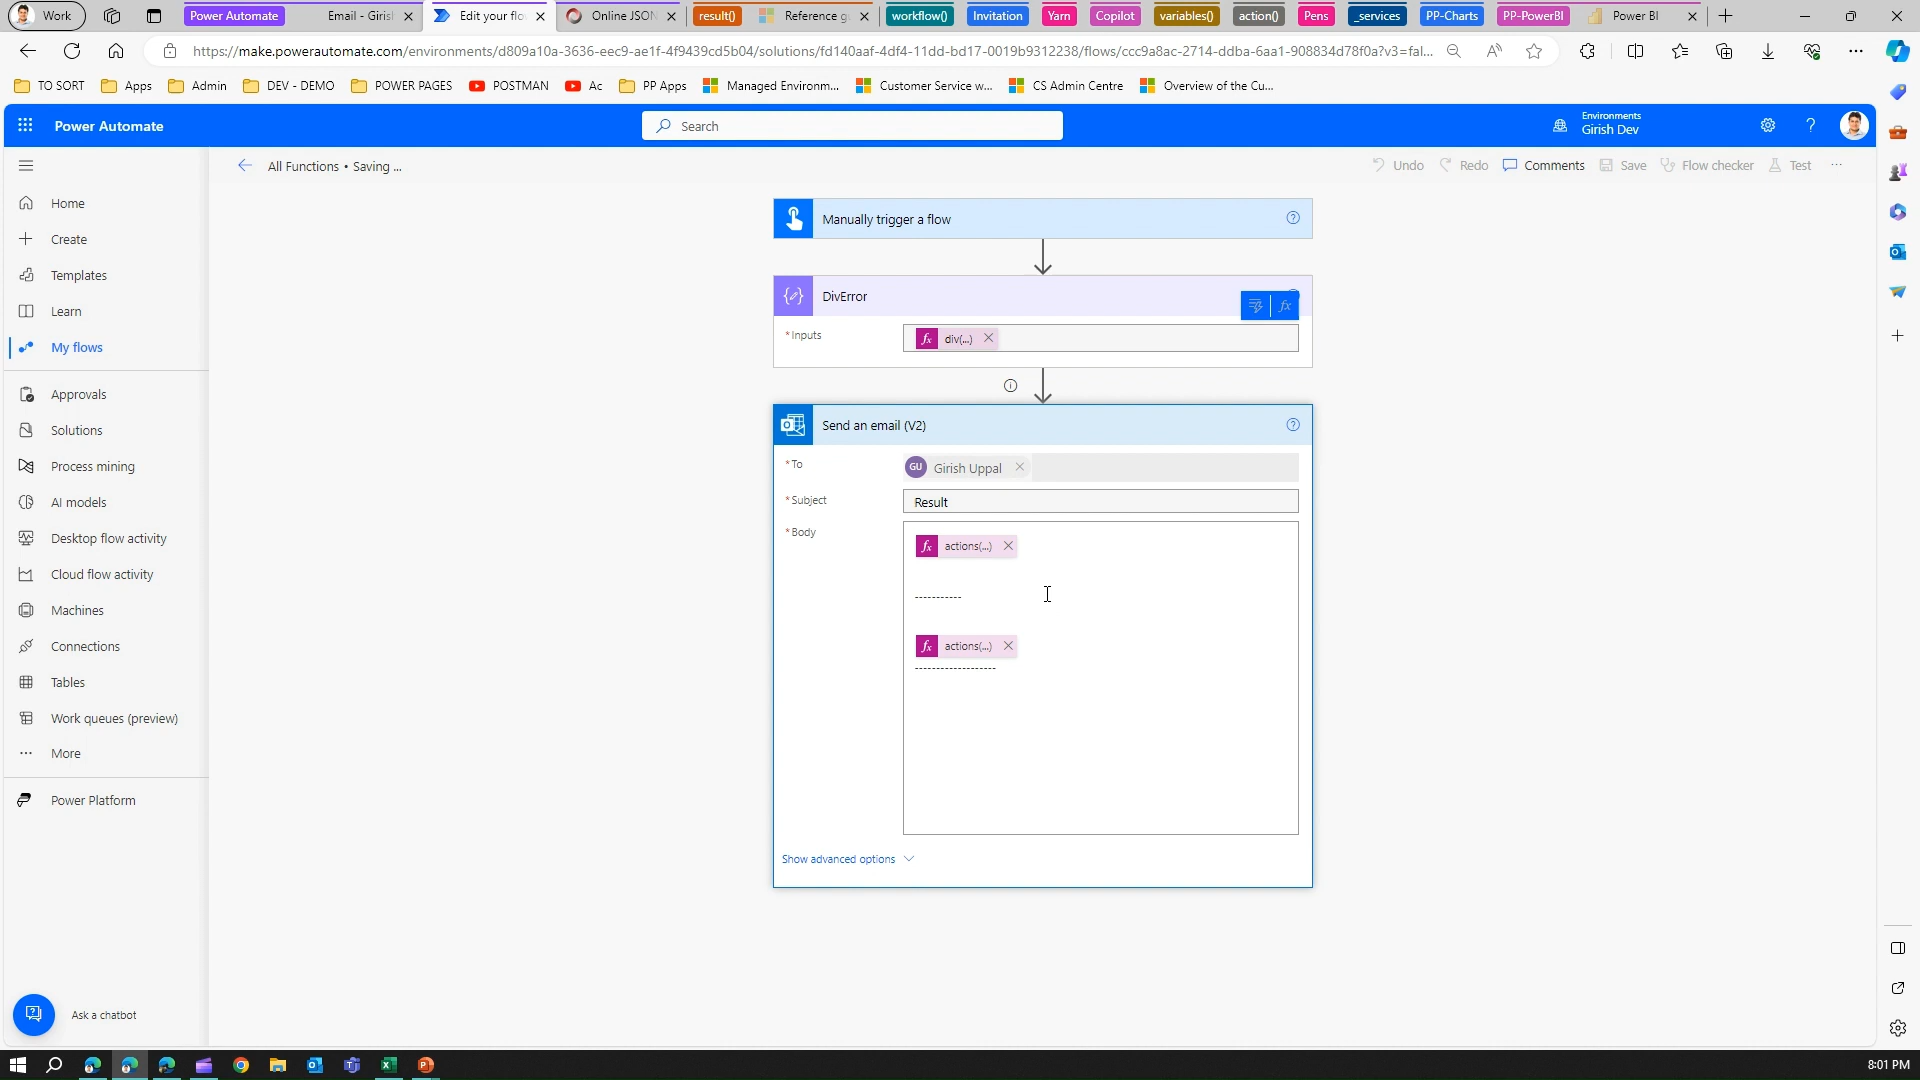 Work
Power Automate
Email - Giris
Edit your flo
Online JSON
result()
Reference g
workflow()
Invitation
Yarn
Copilot
variables()
action()
Pens
_services
PP-Charts
PP-PowerBI
Power BI
https://make.powerautomate.com/environments/d809a10a-3636-eec9-ae1f-4f9439cd5b04/solutions/fd140aaf-4df4-11dd-bd17-0019b9312238/flows/ccc9a8ac-2714-ddba-6aa1-908834d78f0a?v3=fal...
TO SORT
Apps
Admin
DEV - DEMO
POWER PAGES
POSTMAN
Ac
PP Apps
Managed Environm...
Customer Service w...
CS Admin Centre
Overview of the Cu...
Power Automate
Search
Environments
Girish Dev
All Functions • Saving ...
Undo
Redo
Comments
Save
Flow checker
Test
Home
Create
Templates
Learn
My flows
Approvals
Solutions
Process mining
AI models
Desktop flow activity
Cloud flow activity
Machines
Connections
Tables
Work queues (preview)
More
Power Platform
Ask a chatbot
Manually trigger a flow
DivError
fx
* Inputs
fx div(...)
Send an email (V2)
* To
GU Girish Uppal
* Subject
Result
* Body
fx actions(...)
-----------
fx actions(...)
-------------------
Show advanced options
8:01 PM